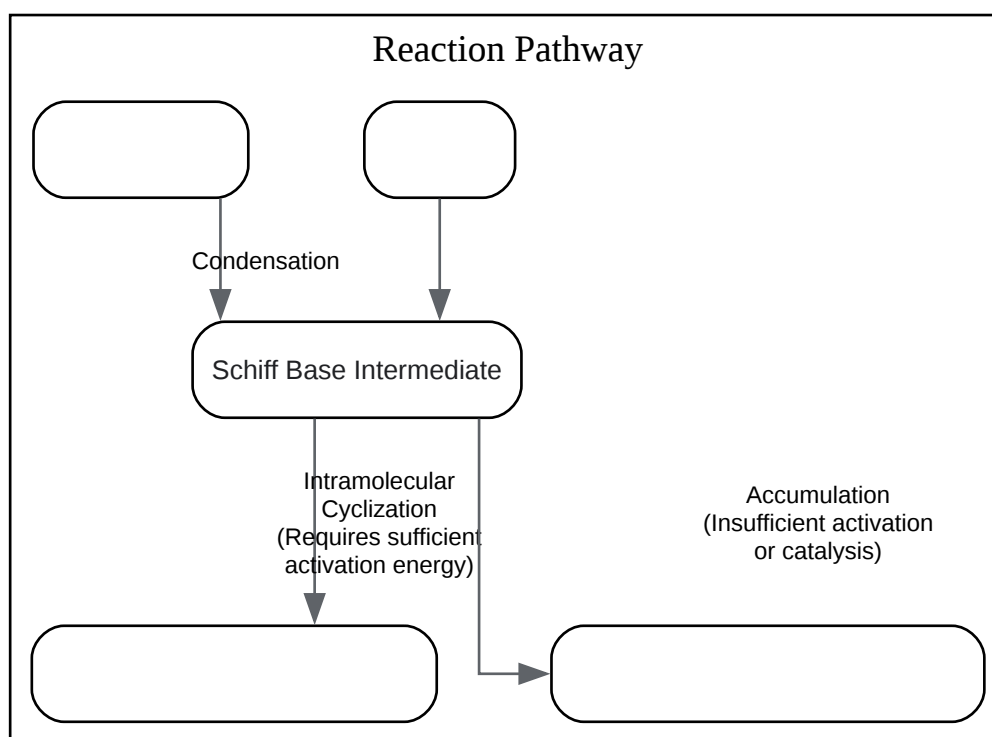 Reaction Pathway
Condensation
Schiff Base Intermediate
Intramolecular
Cyclization
(Requires sufficient
activation energy)
Accumulation
(Insufficient activation
or catalysis)